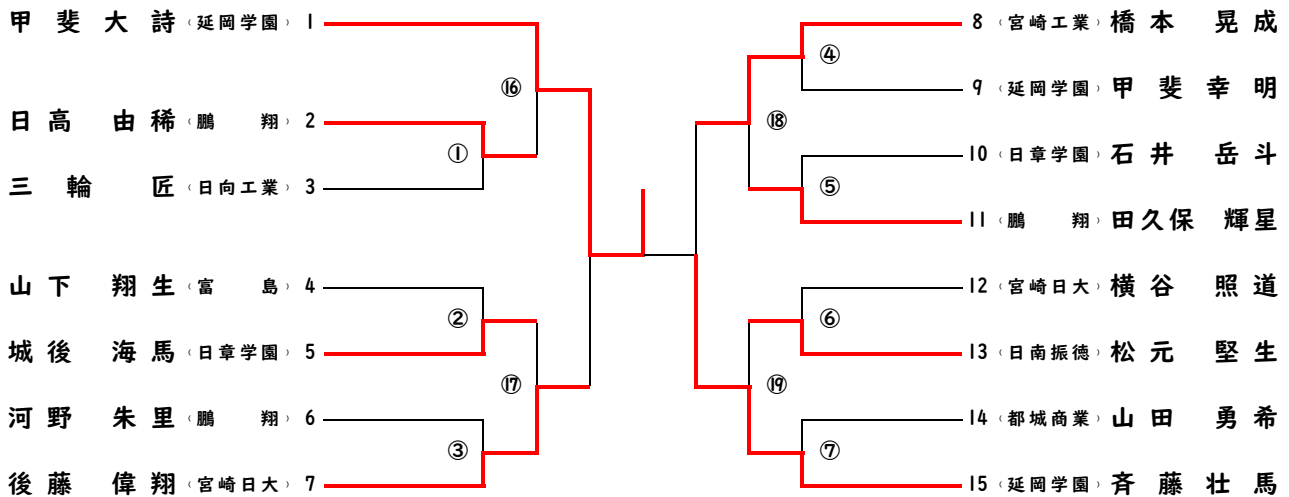 甲斐大詩（延岡学園）1
⑯
日高由稀（鵬翔）2
①
三輪匠（日向工業）3
山下翔生（富島）4
②
城後海馬（日章学園）5
⑰
河野朱里（鵬翔）6
③
後藤偉翔（宮崎日大）7
8（宮崎工業）橋本晃成
④
9（延岡学園）甲斐幸明
⑱
10（日章学園）石井岳斗
⑤
11（鵬翔）田久保輝星
12（宮崎日大）横谷照道
⑥
13（日南振徳）松元堅生
⑲
14（都城商業）山田勇希
⑦
15（延岡学園）斉藤壮馬